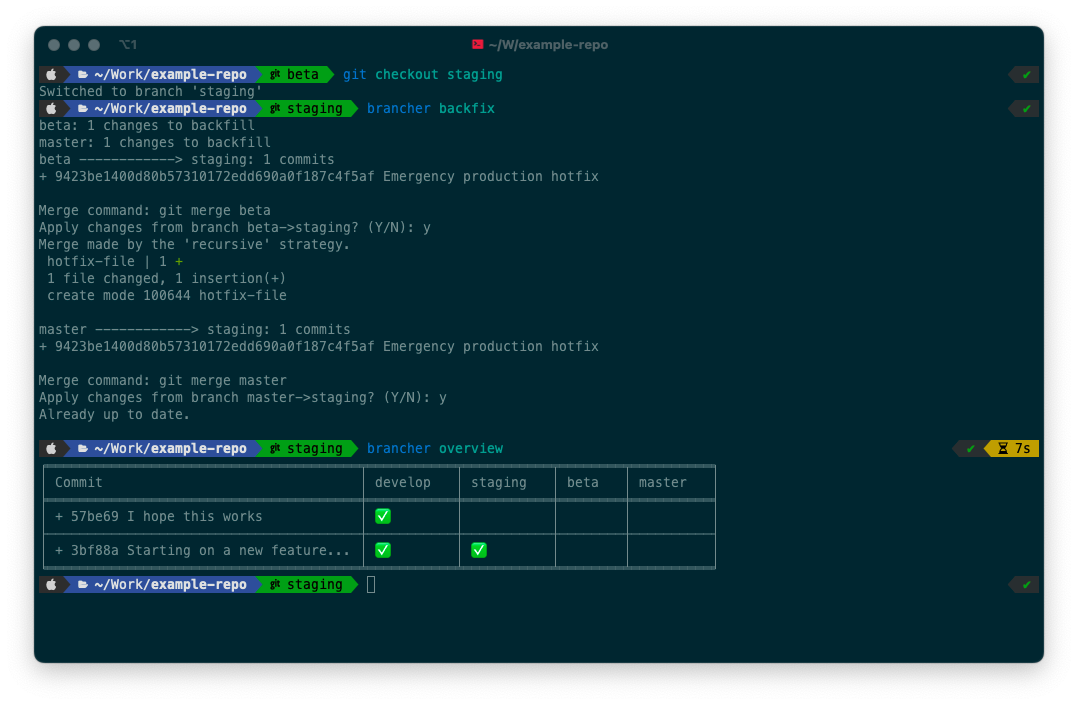 ⌥1
~/W/example-repo
~/Work/example-repo git beta git checkout staging ✔
Switched to branch 'staging'
~/Work/example-repo git staging brancher backfix ✔
beta: 1 changes to backfill
master: 1 changes to backfill
beta ------------> staging: 1 commits
+ 9423be1400d80b57310172edd690a0f187c4f5af Emergency production hotfix
Merge command: git merge beta
Apply changes from branch beta->staging? (Y/N): y
Merge made by the 'recursive' strategy.
hotfix-file | 1 +
1 file changed, 1 insertion(+)
create mode 100644 hotfix-file
master ------------> staging: 1 commits
+ 9423be1400d80b57310172edd690a0f187c4f5af Emergency production hotfix
Merge command: git merge master
Apply changes from branch master->staging? (Y/N): y
Already up to date.
~/Work/example-repo git staging brancher overview ✔ 7s
Commit develop staging beta master
+ 57be69 I hope this works ✅
+ 3bf88a Starting on a new feature... ✅ ✅
~/Work/example-repo git staging ✔